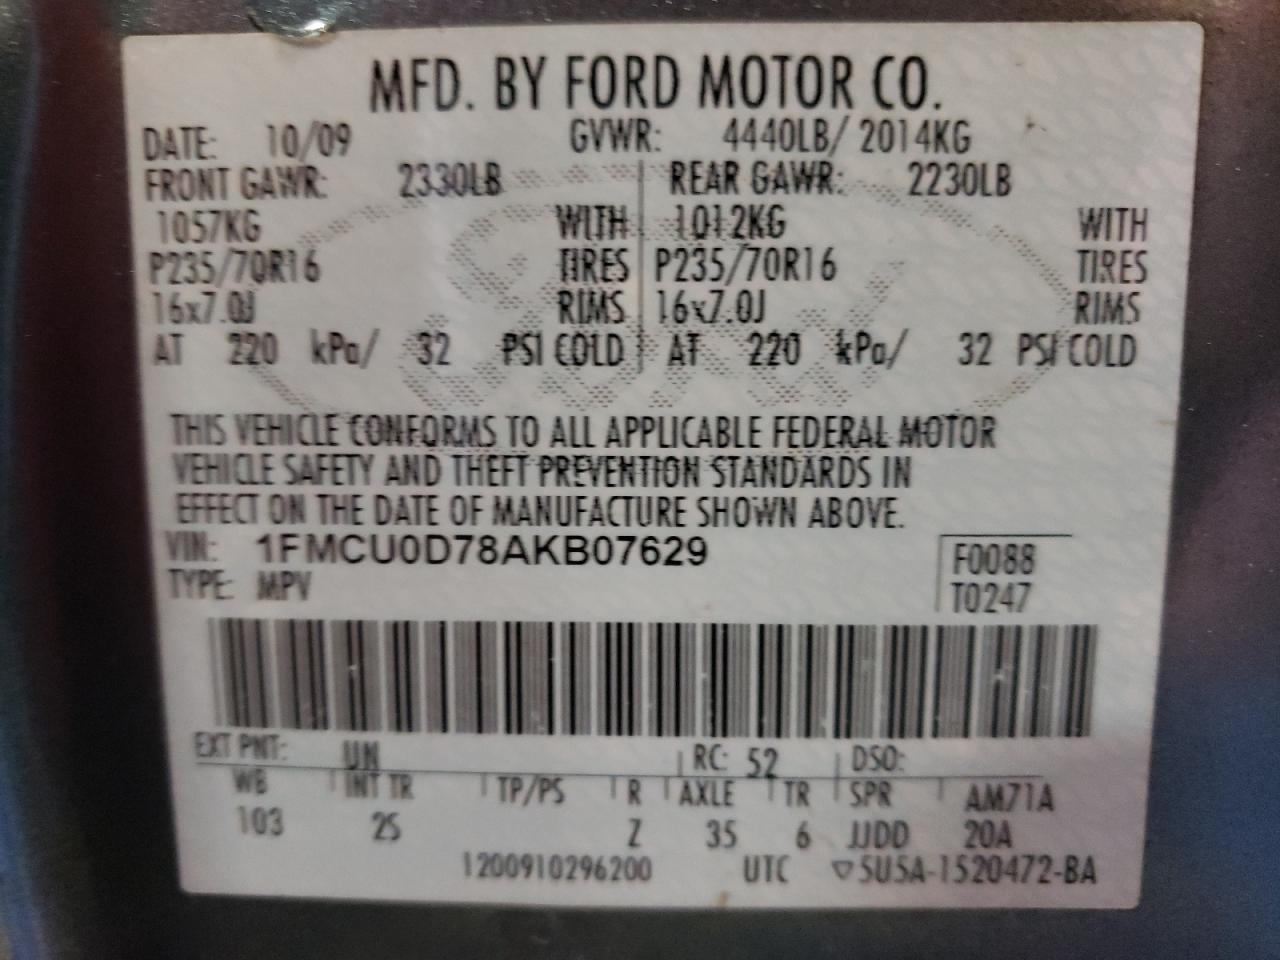 MFD. BY FORD MOTOR CO.
DATE: 10/09 GVWR: 4440LB/ 2014KG
FRONT GAWR: 2330LB REAR GAWR: 2230LB
1057KG WITH 1012KG WITH
P235/70R16 TIRES P235/70R16 TIRES
16x7.0J RIMS 16x7.0J RIMS
AT 220 kPa/ 32 PSI COLD AT 220 kPa/ 32 PSI COLD
THIS VEHICLE CONFORMS TO ALL APPLICABLE FEDERAL MOTOR
VEHICLE SAFETY AND THEFT PREVENTION STANDARDS IN
EFFECT ON THE DATE OF MANUFACTURE SHOWN ABOVE.
VIN: 1FMCU0D78AKB07629 F0088
TYPE: MPV T0247
EXT PNT: UN RC: 52 DSO:
WB INT TR TP/PS R AXLE TR SPR AM71A
103 2S Z 35 6 JJDD 20A
1200910296200 UTC ▽5U5A-1520472-BA